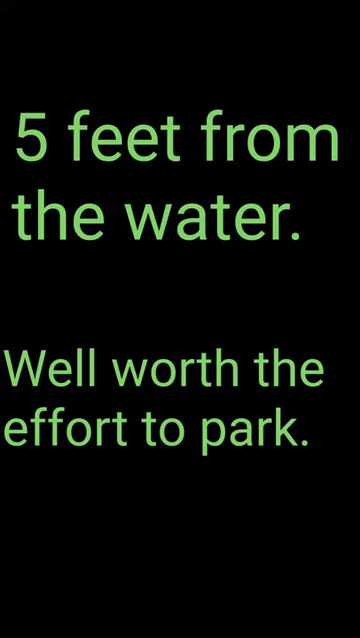 5 feet from
the water.
Well worth the
effort to park.